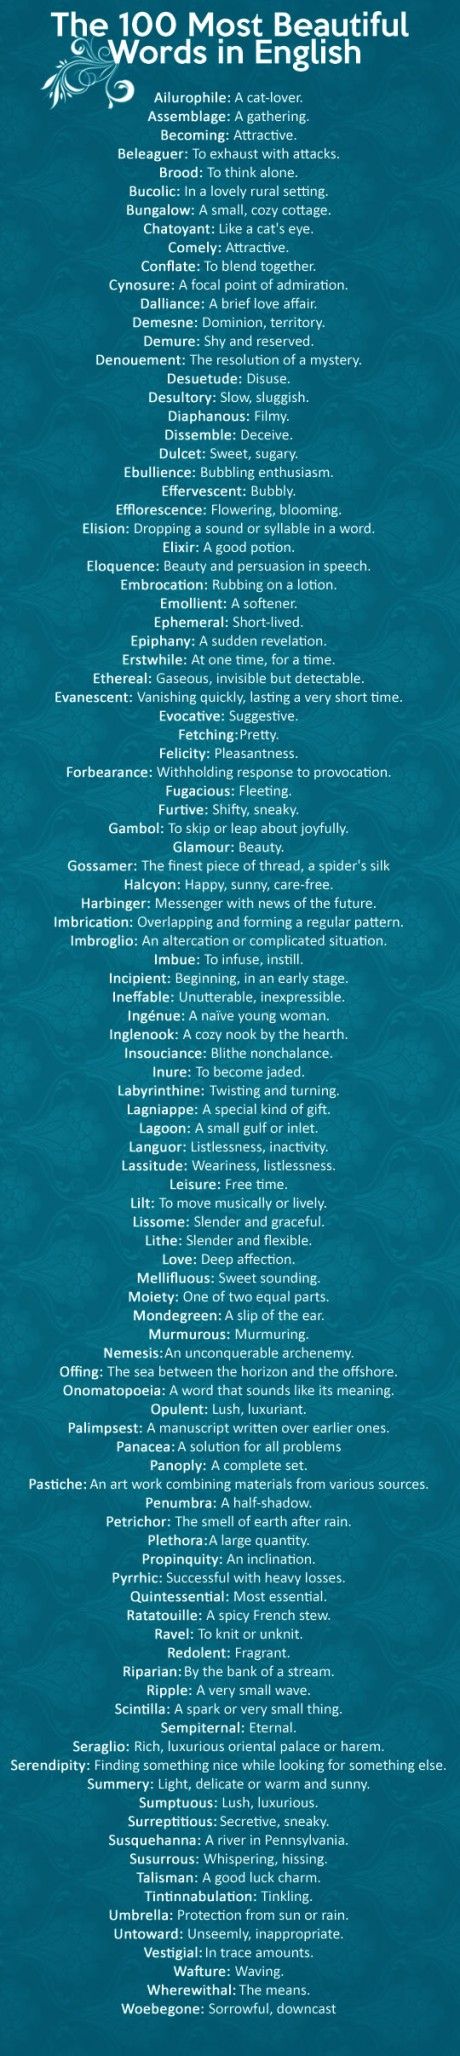 The 100 Most Beautiful
Words in English
Ailurophile: A cat-lover.
Assemblage: A gathering.
Becoming: Attractive.
Beleaguer: To exhaust with attacks.
Brood: To think alone.
Bucolic: In a lovely rural setting.
Bungalow: A small, cozy cottage.
Chatoyant: Like a cat's eye.
Comely: Attractive.
Conflate: To blend together.
Cynosure: A focal point of admiration.
Dalliance: A brief love affair.
Demesne: Dominion, territory.
Demure: Shy and reserved.
Denouement: The resolution of a mystery.
Desuetude: Disuse.
Desultory: Slow, sluggish.
Diaphanous: Filmy.
Dissemble: Deceive.
Dulcet: Sweet, sugary.
Ebullience: Bubbling enthusiasm.
Effervescent: Bubbly.
Efflorescence: Flowering, blooming.
Elision: Dropping a sound or syllable in a word.
Elixir: A good potion.
Eloquence: Beauty and persuasion in speech.
Embrocation: Rubbing on a lotion.
Emollient: A softener.
Ephemeral: Short-lived.
Epiphany: A sudden revelation.
Erstwhile: At one time, for a time.
Ethereal: Gaseous, invisible but detectable.
Evanescent: Vanishing quickly, lasting a very short time.
Evocative: Suggestive.
Fetching:Pretty.
Felicity: Pleasantness.
Forbearance: Withholding response to provocation.
Fugacious: Fleeting.
Furtive: Shifty, sneaky.
Gambol: To skip or leap about joyfully.
Glamour: Beauty.
Gossamer: The finest piece of thread, a spider's silk
Halcyon: Happy, sunny, care-free.
Harbinger: Messenger with news of the future.
Imbrication: Overlapping and forming a regular pattern.
Imbroglio: An altercation or complicated situation.
Imbue: To infuse, instill.
Incipient: Beginning, in an early stage.
Ineffable: Unutterable, inexpressible.
Ingénue: A naïve young woman.
Inglenook: A cozy nook by the hearth.
Insouciance: Blithe nonchalance.
Inure: To become jaded.
Labyrinthine: Twisting and turning.
Lagniappe: A special kind of gift.
Lagoon: A small gulf or inlet.
Languor: Listlessness, inactivity.
Lassitude: Weariness, listlessness.
Leisure: Free time.
Lilt: To move musically or lively.
Lissome: Slender and graceful.
Lithe: Slender and flexible.
Love: Deep affection.
Mellifluous: Sweet sounding.
Moiety: One of two equal parts.
Mondegreen: A slip of the ear.
Murmurous: Murmuring.
Nemesis:An unconquerable archenemy.
Offing: The sea between the horizon and the offshore.
Onomatopoeia: A word that sounds like its meaning.
Opulent: Lush, luxuriant.
Palimpsest: A manuscript written over earlier ones.
Panacea: A solution for all problems
Panoply: A complete set.
Pastiche: An art work combining materials from various sources.
Penumbra: A half-shadow.
Petrichor: The smell of earth after rain.
Plethora:A large quantity.
Propinquity: An inclination.
Pyrrhic: Successful with heavy losses.
Quintessential: Most essential.
Ratatouille: A spicy French stew.
Ravel: To knit or unknit.
Redolent: Fragrant.
Riparian: By the bank of a stream.
Ripple: A very small wave.
Scintilla: A spark or very small thing.
Sempiternal: Eternal.
Seraglio: Rich, luxurious oriental palace or harem.
Serendipity: Finding something nice while looking for something else.
Summery: Light, delicate or warm and sunny.
Sumptuous: Lush, luxurious.
Surreptitious: Secretive, sneaky.
Susquehanna: A river in Pennsylvania.
Susurrous: Whispering, hissing.
Talisman: A good luck charm.
Tintinnabulation: Tinkling.
Umbrella: Protection from sun or rain.
Untoward: Unseemly, inappropriate.
Vestigial: In trace amounts.
Wafture: Waving.
Wherewithal: The means.
Woebegone: Sorrowful, downcast